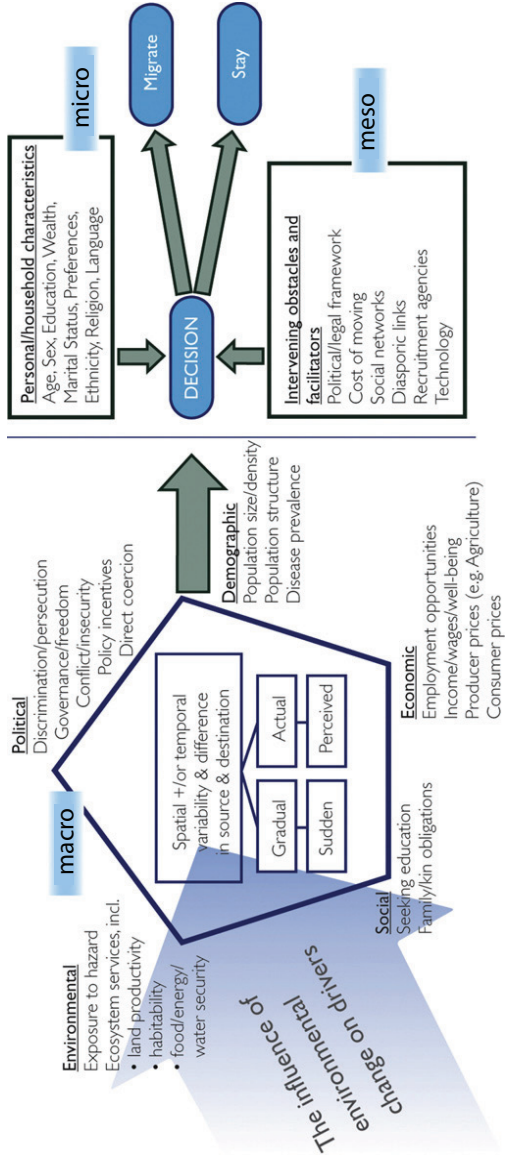 macro
Political
Discrimination/persecution
Governance/freedom
Conflict/insecurity
Policy incentives
Direct coercion
Environmental
Exposure to hazard
Ecosystem services, incl.
• land productivity
• habitability
• food/energy/
water security
Spatial +/or temporal
variability & difference
in source & destination
Gradual
Actual
Sudden
Perceived
Demographic
Population size/density
Population structure
Disease prevalence
Social
Seeking education
Family/kin obligations
Economic
Employment opportunities
Income/wages/well-being
Producer prices (e.g. Agriculture)
Consumer prices
The influence of
environmental
change on drivers
Personal/household characteristics
Age, Sex, Education, Wealth,
Marital Status, Preferences,
Ethnicity, Religion, Language
micro
DECISION
Migrate
Stay
Intervening obstacles and
facilitators
Political/legal framework
Cost of moving
Social networks
Diasporic links
Recruitment agencies
Technology
meso